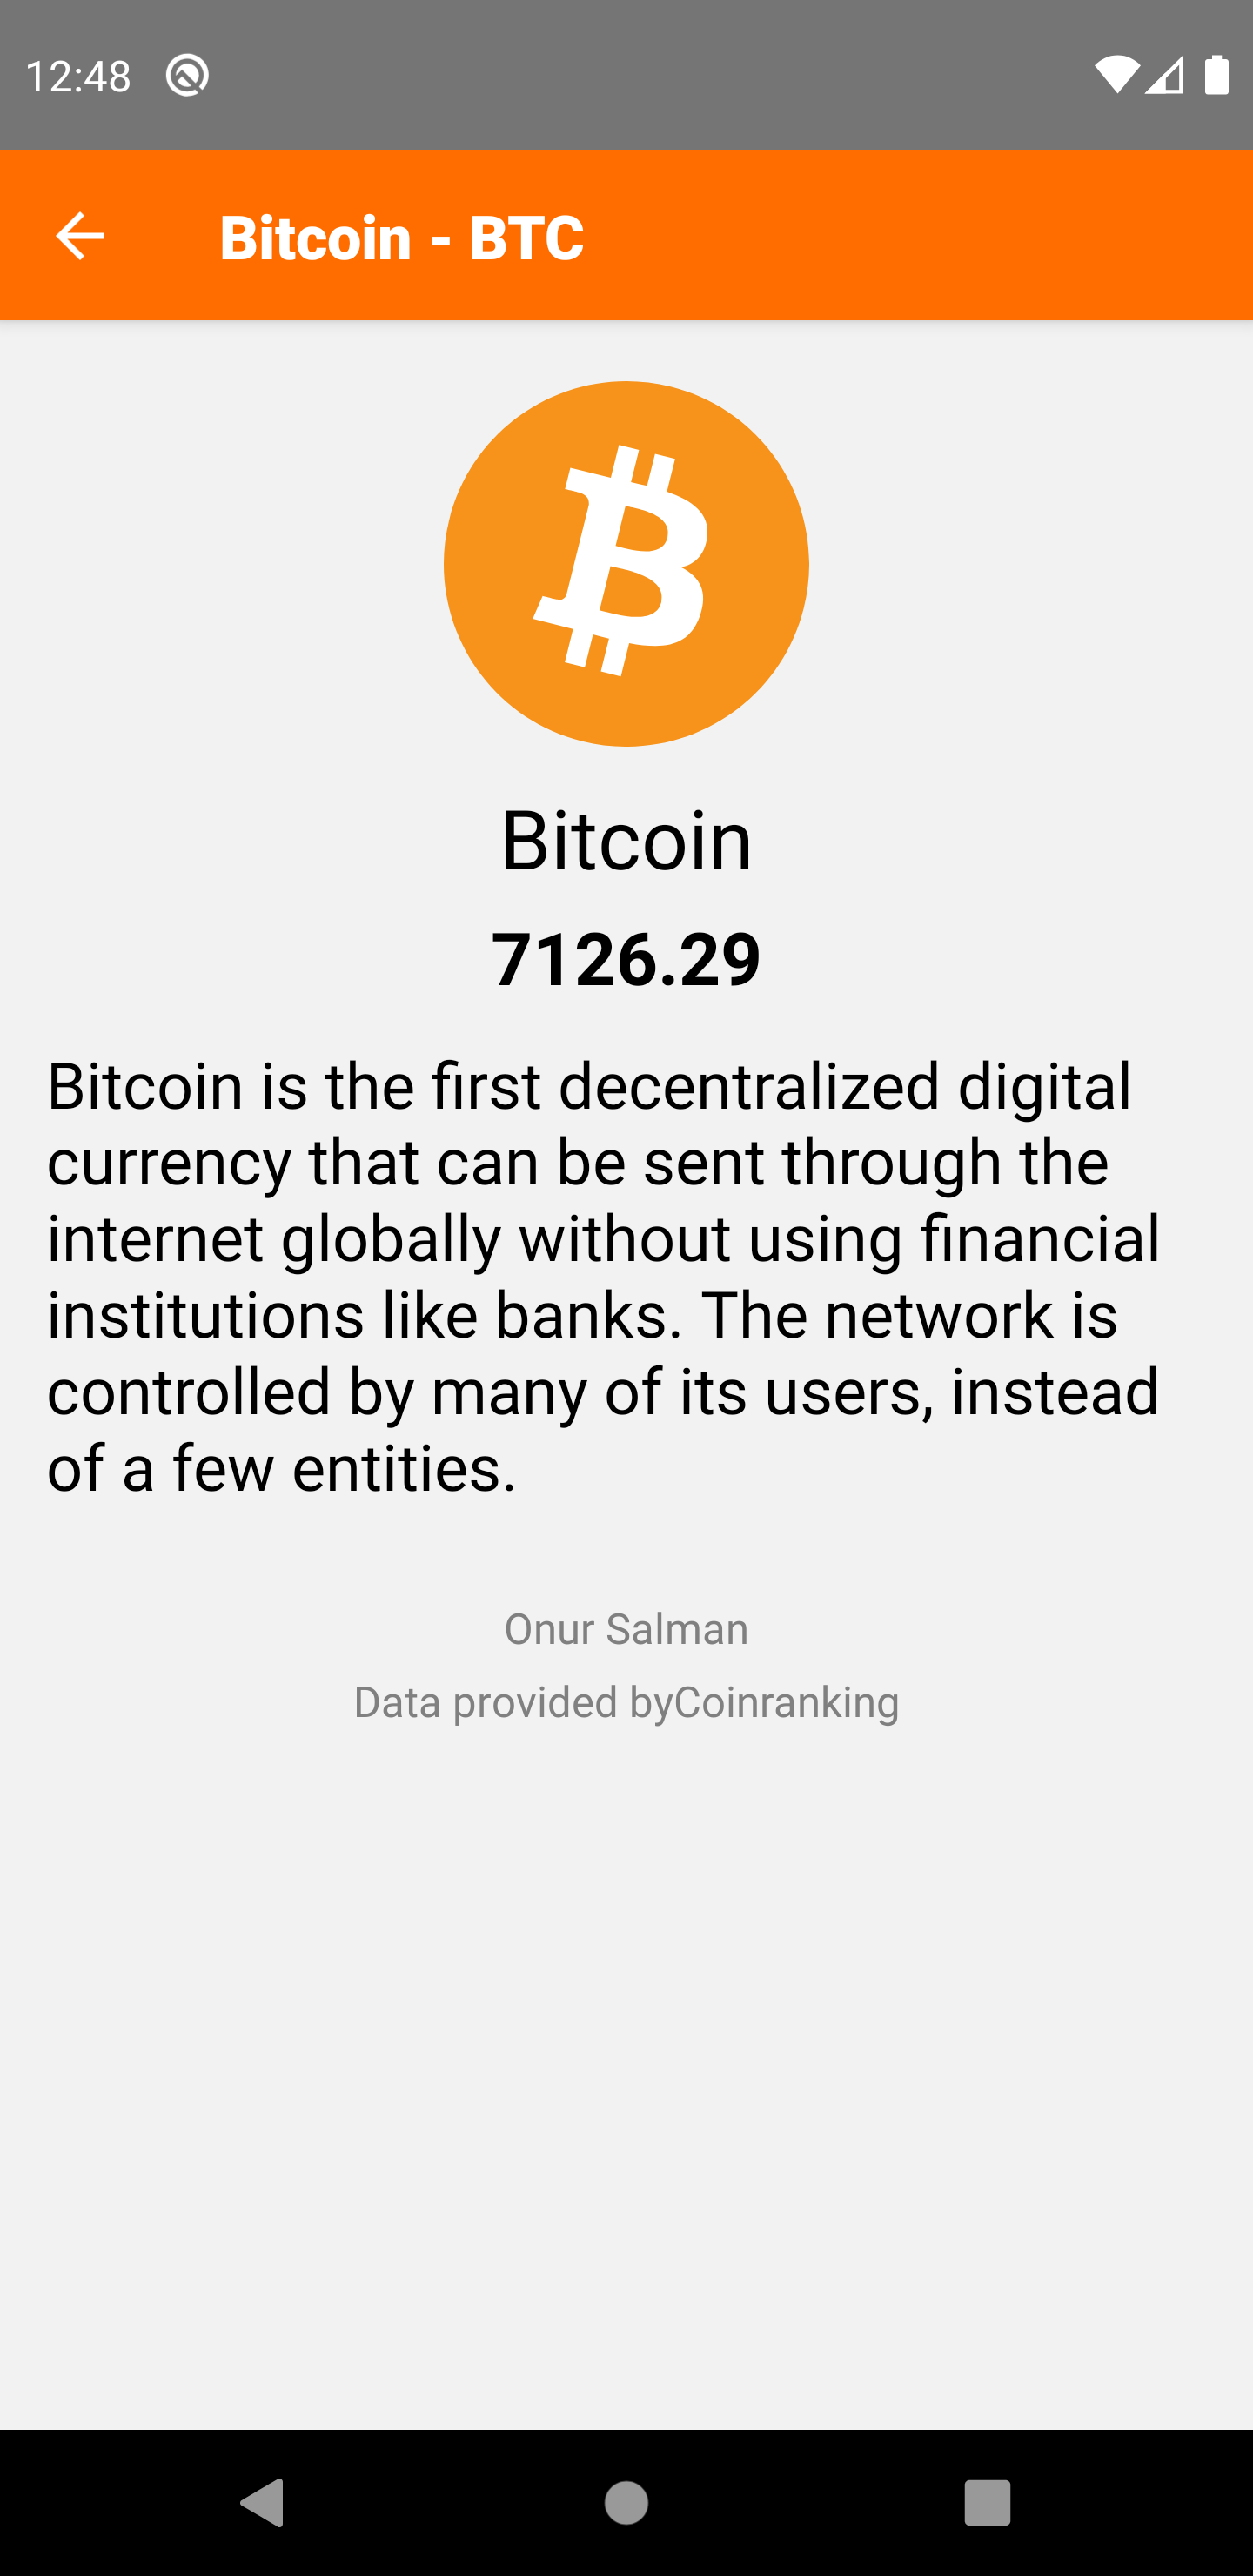 12:48
Bitcoin - BTC
Bitcoin
7126.29
Bitcoin is the first decentralized digital
currency that can be sent through the
internet globally without using financial
institutions like banks. The network is
controlled by many of its users, instead
of a few entities.
Onur Salman
Data provided byCoinranking